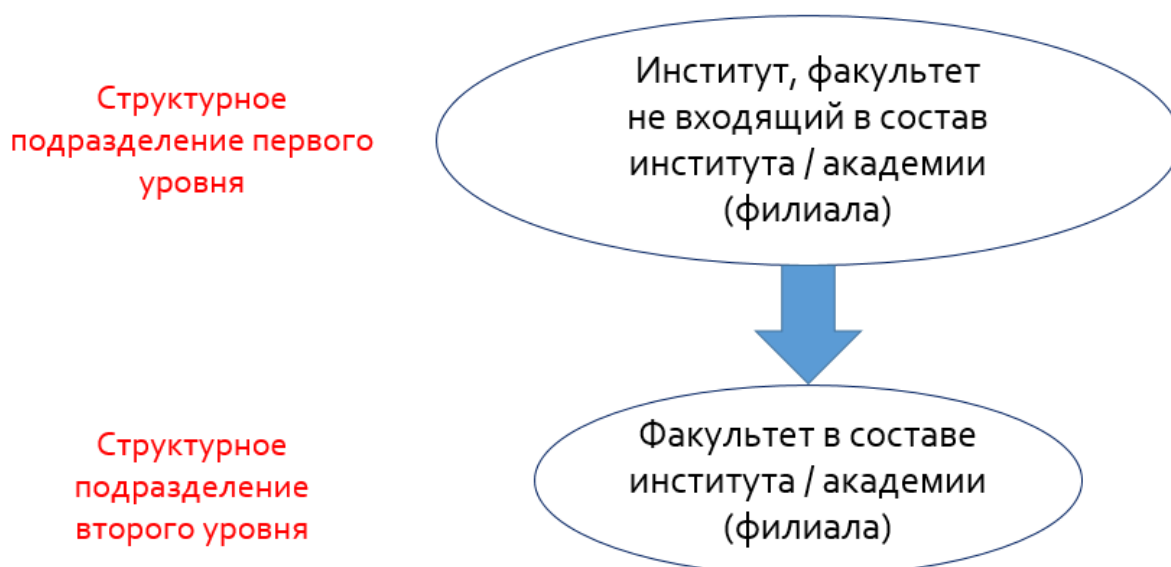 Структурное
подразделение первого
уровня
Институт, факультет
не входящий в состав
института / академии
(филиала)
Структурное
подразделение
второго уровня
Факультет в составе
института / академии
(филиала)